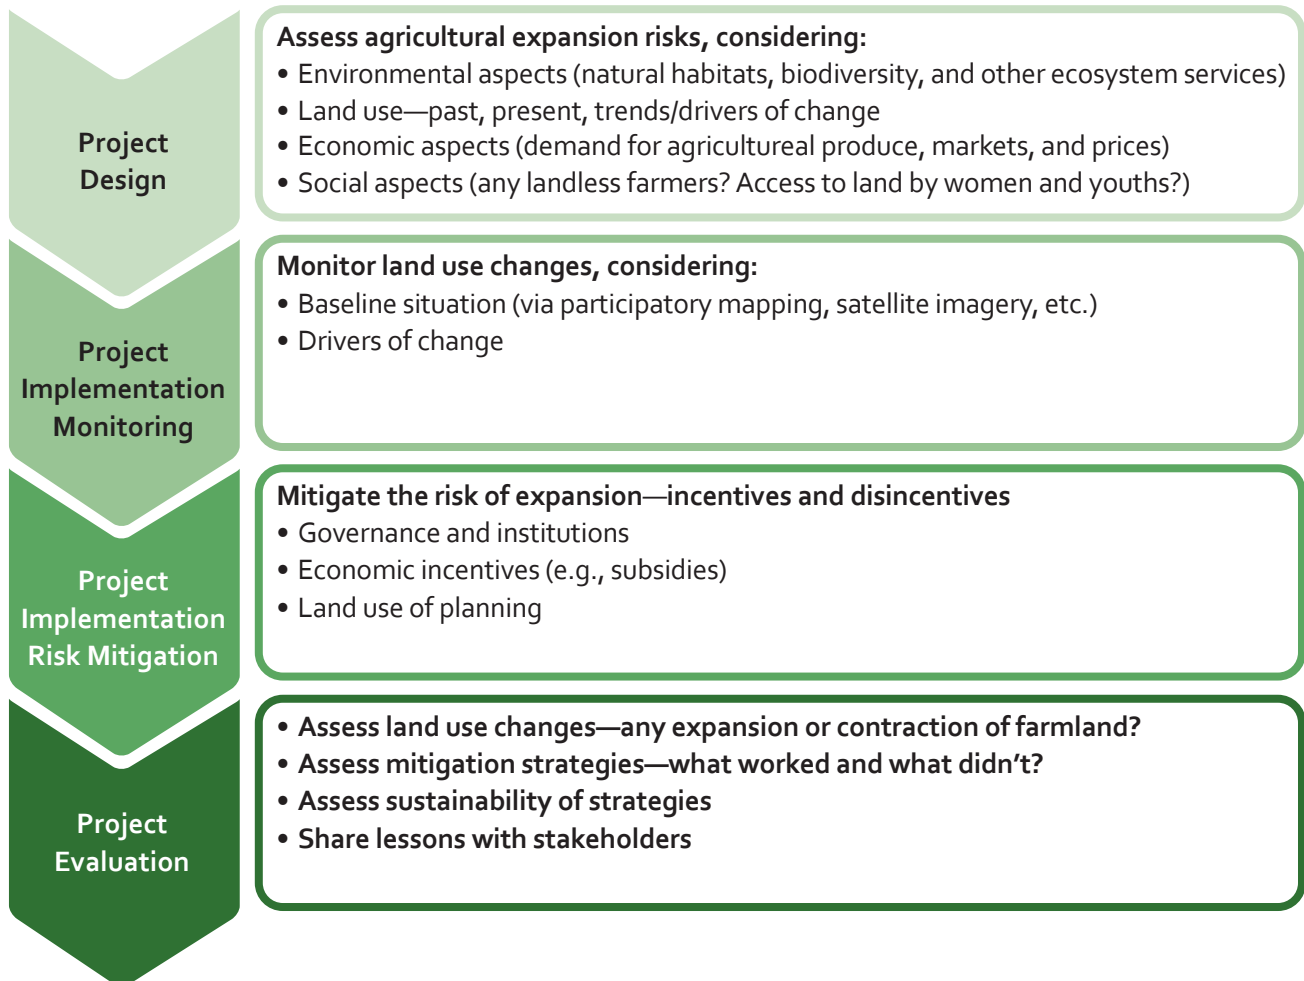 Project
Design
Assess agricultural expansion risks, considering:
• Environmental aspects (natural habitats, biodiversity, and other ecosystem services)
• Land use—past, present, trends/drivers of change
• Economic aspects (demand for agricultureal produce, markets, and prices)
• Social aspects (any landless farmers? Access to land by women and youths?)
Project
Implementation
Monitoring
Monitor land use changes, considering:
• Baseline situation (via participatory mapping, satellite imagery, etc.)
• Drivers of change
Project
Implementation
Risk Mitigation
Mitigate the risk of expansion—incentives and disincentives
• Governance and institutions
• Economic incentives (e.g., subsidies)
• Land use of planning
Project
Evaluation
• Assess land use changes—any expansion or contraction of farmland?
• Assess mitigation strategies—what worked and what didn't?
• Assess sustainability of strategies
• Share lessons with stakeholders